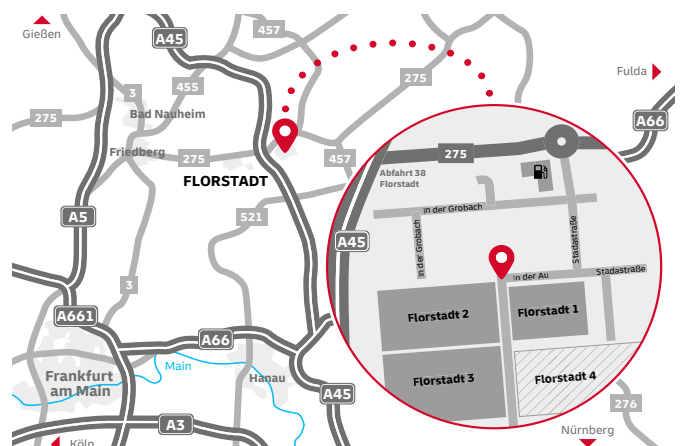 Gießen
A45
457
Fulda
275
3
455
Bad Nauheim
275
A66
Friedberg
275
457
FLORSTADT
275
Abfahrt 38
Florstadt
in der Grobach
in der Grobach
Stadastraße
A5
521
A45
in der Au
Stadastraße
3
A661
Florstadt 2
Florstadt 1
A66
Main
Frankfurt
am Main
Hanau
Florstadt 3
Florstadt 4
A45
276
A3
Nürnberg
Köln